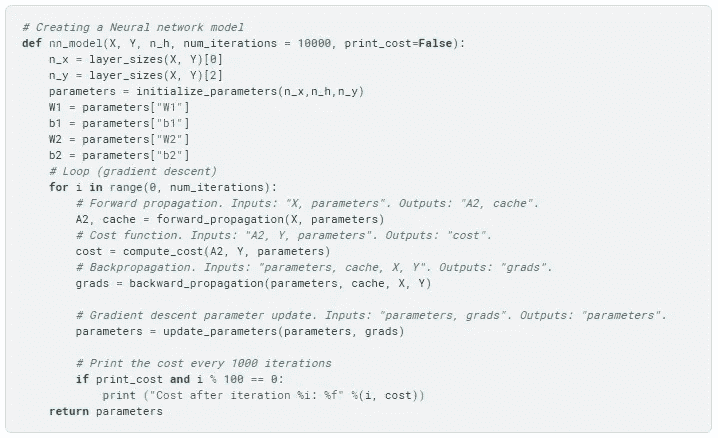 # Creating a Neural network model
def nn_model(X, Y, n_h, num_iterations = 10000, print_cost=False):
    n_x = layer_sizes(X, Y)[0]
    n_y = layer_sizes(X, Y)[2]
    parameters = initialize_parameters(n_x,n_h,n_y)
    W1 = parameters["W1"]
    b1 = parameters["b1"]
    W2 = parameters["W2"]
    b2 = parameters["b2"]
    # Loop (gradient descent)
    for i in range(0, num_iterations):
        # Forward propagation. Inputs: "X, parameters". Outputs: "A2, cache".
        A2, cache = forward_propagation(X, parameters)
        # Cost function. Inputs: "A2, Y, parameters". Outputs: "cost".
        cost = compute_cost(A2, Y, parameters)
        # Backpropagation. Inputs: "parameters, cache, X, Y". Outputs: "grads".
        grads = backward_propagation(parameters, cache, X, Y)

        # Gradient descent parameter update. Inputs: "parameters, grads". Outputs: "parameters".
        parameters = update_parameters(parameters, grads)

        # Print the cost every 1000 iterations
        if print_cost and i % 100 == 0:
            print ("Cost after iteration %i: %f" %(i, cost))
    return parameters